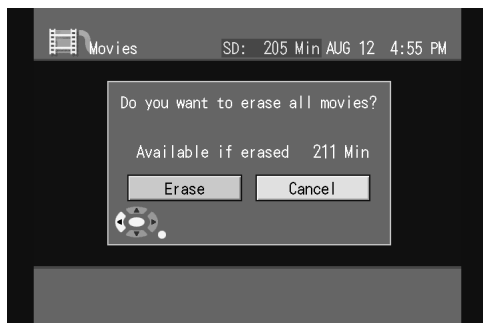 Movies SD: 205 Min AUG 12 4:55 PM
Do you want to erase all movies?
Available if erased 211 Min
Erase Cancel